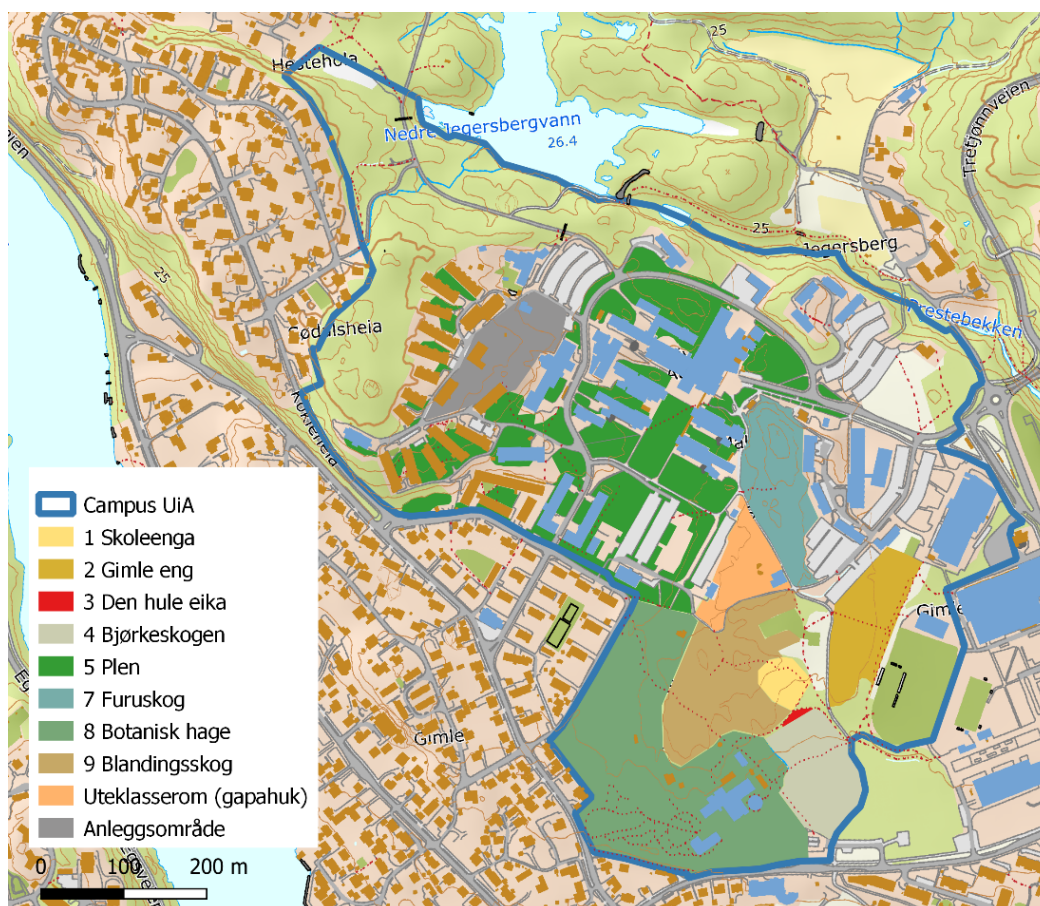 25
Hestehola
Nedre Jegersbergvann
26.4
Tretjønnveien
25
Jegersberg
25
Prestebekken
Gimle
Campus UiA
1 Skoleenga
2 Gimle eng
3 Den hule eika
4 Bjørkeskogen
5 Plen
7 Furuskog
8 Botanisk hage
9 Blandingsskog
Uteklasserom (gapahuk)
Anleggsområde
Gimle
0 100 200 m